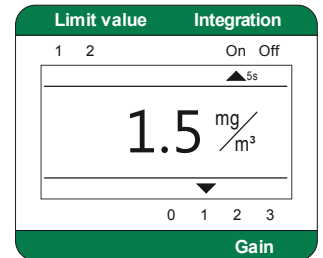 Limit value Integration
1 2 On Off
5s
1.5 mg/m³
0 1 2 3
Gain